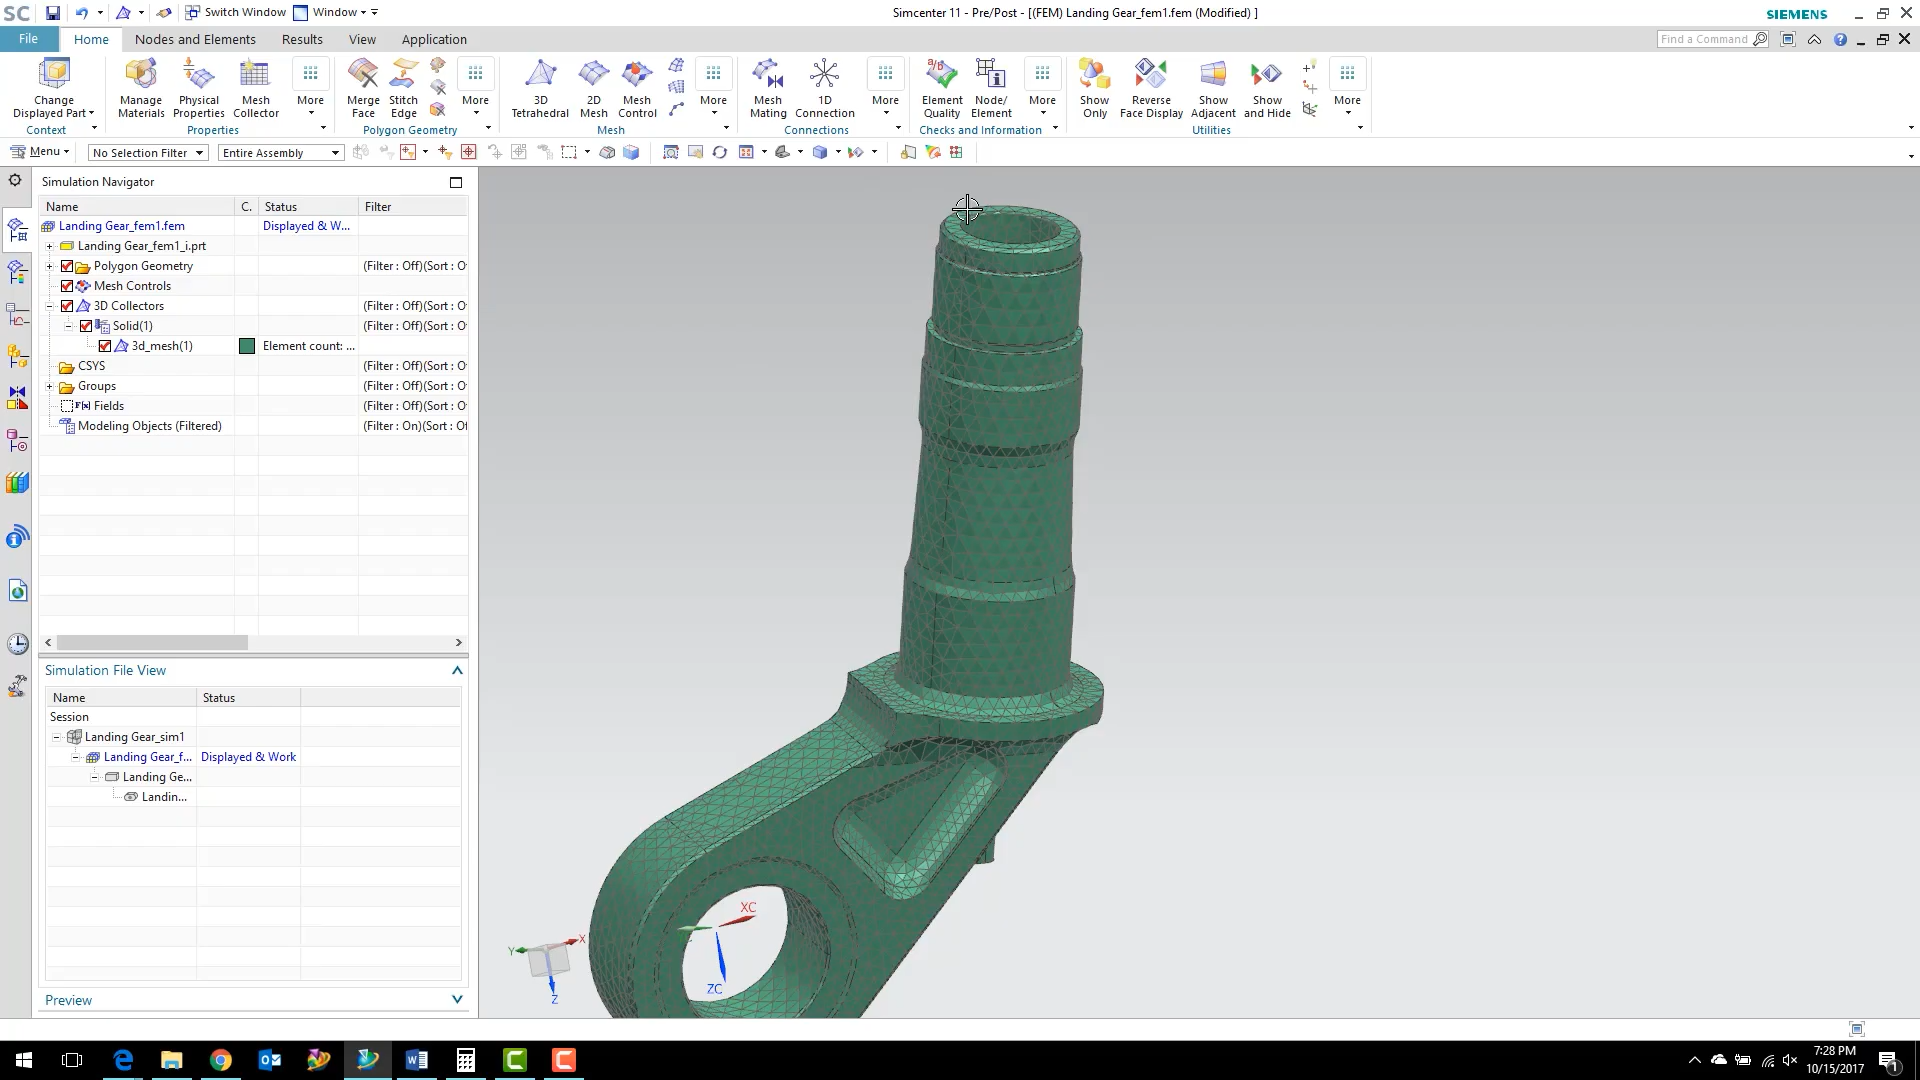 SC Switch Window Window Simcenter 11 - Pre/Post - [(FEM) Landing Gear_fem1.fem (Modified) ] SIEMENS
File Home Nodes and Elements Results View Application Find a Command
Change Displayed Part
Manage Materials
Physical Properties
Mesh Collector
More
Merge Face
Stitch Edge
More
3D Tetrahedral
2D Mesh
Mesh Control
More
Mesh Mating
1D Connection
More
Element Quality
Node/ Element
More
Show Only
Reverse Face Display
Show Adjacent
Show and Hide
More
Context Properties Polygon Geometry Mesh Connections Checks and Information Utilities
Menu No Selection Filter Entire Assembly
Simulation Navigator
Name C. Status Filter
Landing Gear_fem1.fem Displayed & W...
Landing Gear_fem1_i.prt
Polygon Geometry (Filter : Off)(Sort : O
Mesh Controls
3D Collectors (Filter : Off)(Sort : O
Solid(1) (Filter : Off)(Sort : O
3d_mesh(1) Element count: ...
CSYS (Filter : Off)(Sort : O
Groups (Filter : Off)(Sort : O
F(x) Fields (Filter : Off)(Sort : O
Modeling Objects (Filtered) (Filter : On)(Sort : Of
Simulation File View
Name Status
Session
Landing Gear_sim1
Landing Gear_f... Displayed & Work
Landing Ge...
Landin...
Preview
XC
ZC
X
Y
Z
7:28 PM
10/15/2017
1